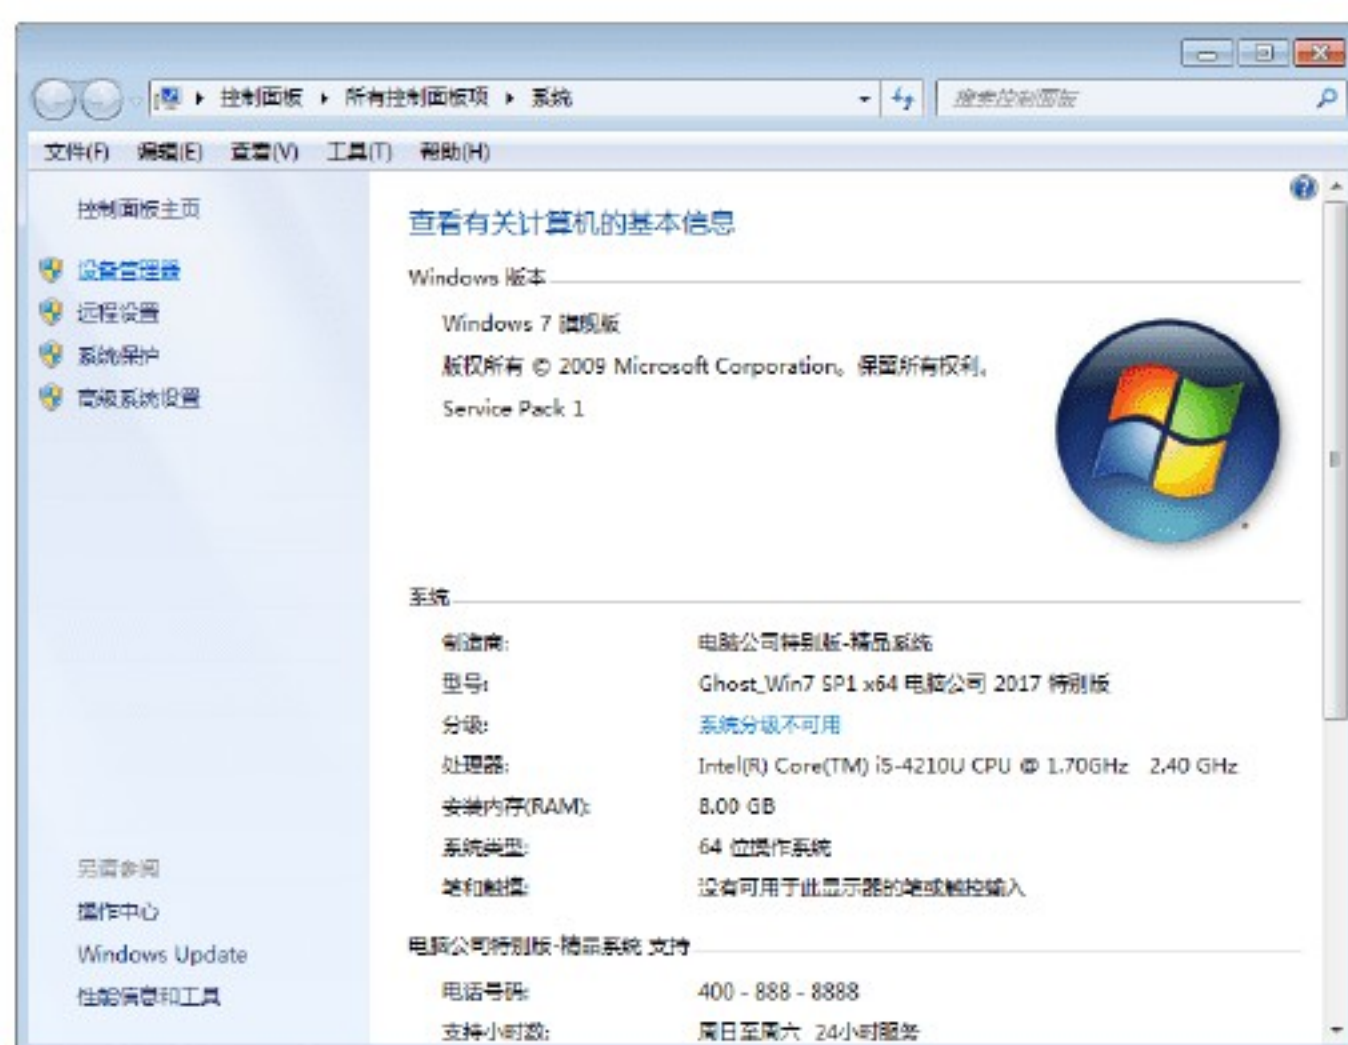 控制面板 所有控制面板项 系统 搜索控制面板
文件(F) 编辑(E) 查看(V) 工具(T) 帮助(H)
控制面板主页
设备管理器
远程设置
系统保护
高级系统设置
另请参阅
操作中心
Windows Update
性能信息和工具
查看有关计算机的基本信息
Windows 版本
Windows 7 旗舰版
版权所有 © 2009 Microsoft Corporation。保留所有权利。
Service Pack 1
系统
制造商: 电脑公司特别版-精品系统
型号: Ghost_Win7 SP1 x64 电脑公司 2017 特别版
分级: 系统分级不可用
处理器: Intel(R) Core(TM) i5-4210U CPU @ 1.70GHz 2.40 GHz
安装内存(RAM): 8.00 GB
系统类型: 64 位操作系统
笔和触摸: 没有可用于此显示器的笔或触控输入
电脑公司特别版-精品系统 支持
电话号码: 400 - 888 - 8888
支持小时数: 周日至周六 24小时服务